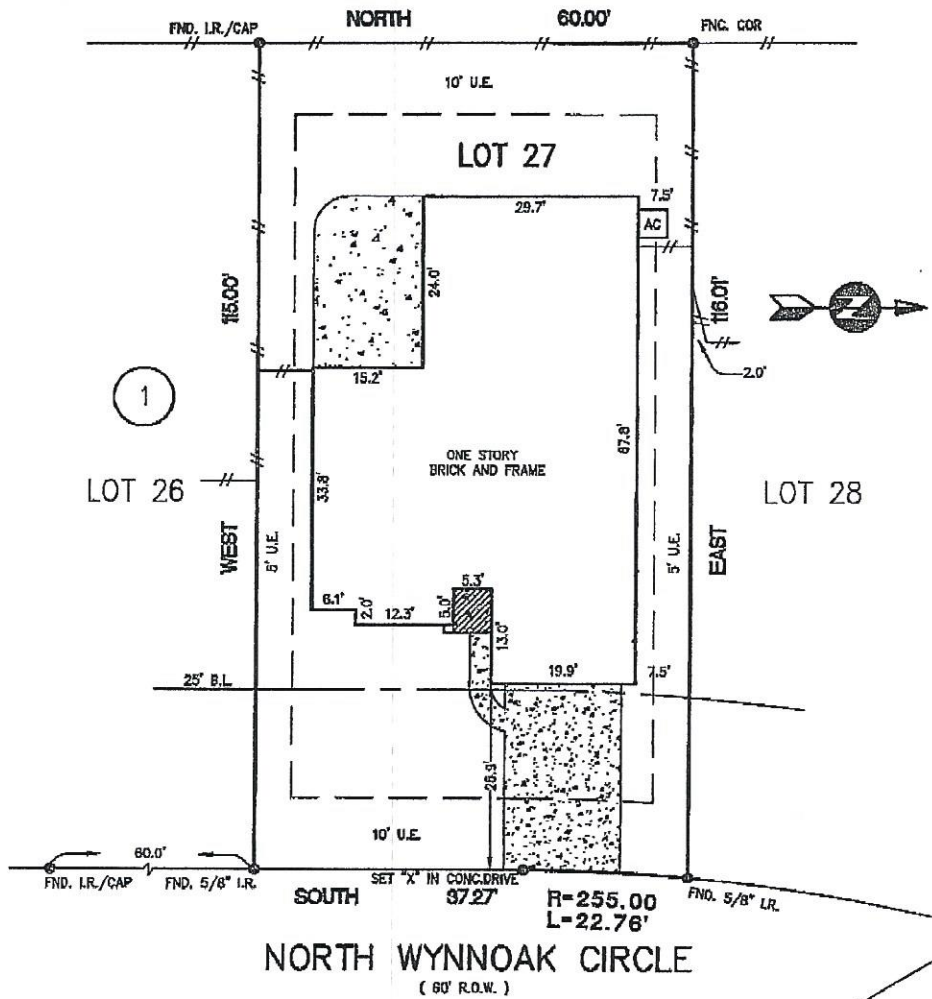 NORTH 60.00'
FND. I.R./CAP
FNC. COR
10' U.E.
LOT 27
7.5'
29.7'
AC
24.0'
115.00'
116.01'
Z
2.0'
15.2'
1
ONE STORY
BRICK AND FRAME
67.8'
33.8'
LOT 26
LOT 28
WEST
5' U.E.
5' U.E.
EAST
5.3'
6.1'
2.0'
12.3'
5.0'
13.0'
19.9'
7.5'
25' B.L.
10' U.E.
60.0'
FND. I.R./CAP
FND. 5/8" I.R.
SET "X" IN CONC.DRIVE
FND. 5/8" I.R.
SOUTH 37.27'
R=255.00
L=22.76'
NORTH WYNNOAK CIRCLE
( 60' R.O.W. )